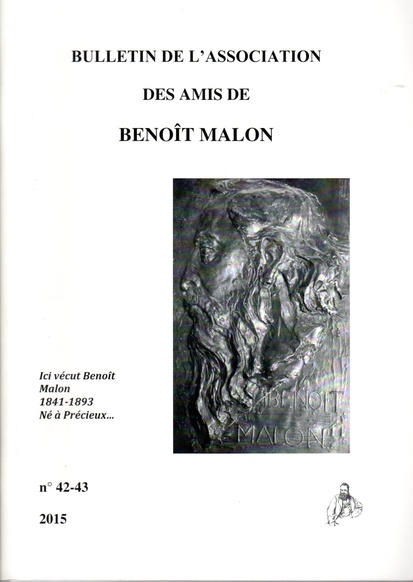 BULLETIN DE L'ASSOCIATION
DES AMIS DE
BENOÎT MALON
BENOIT
MALON
Ici vécut Benoît
Malon
1841-1893
Né à Précieux...
n° 42-43
2015